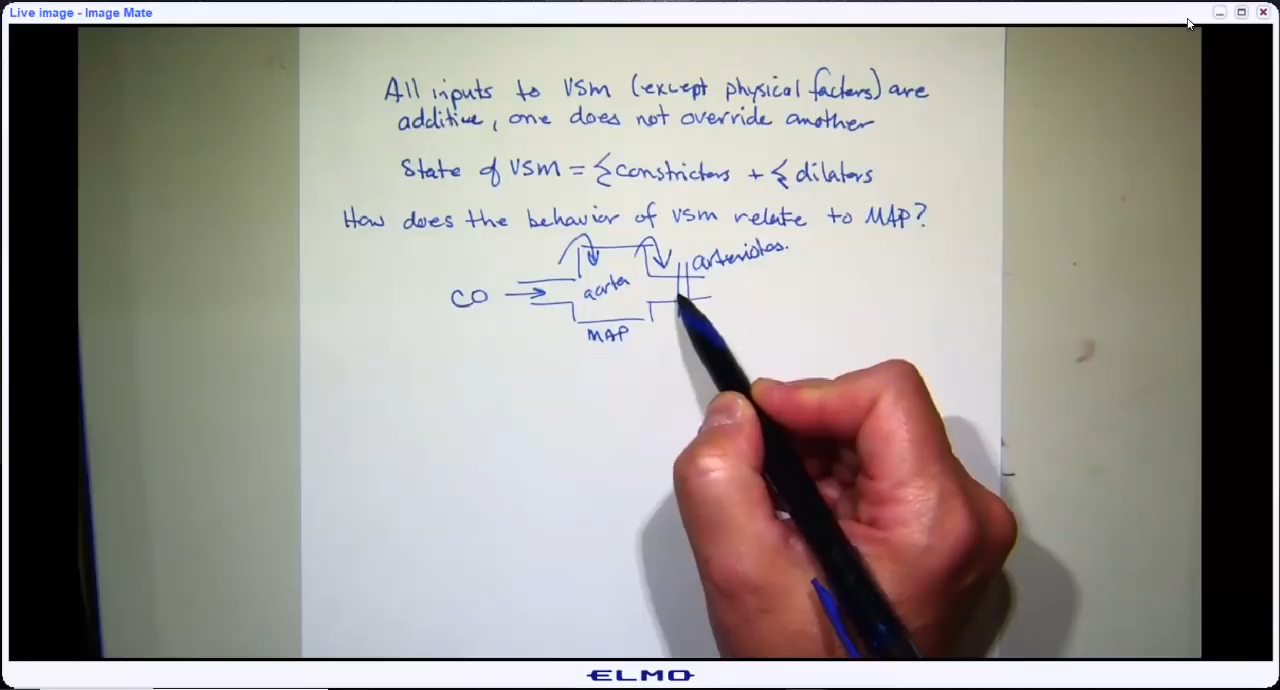 Live image - Image Mate
All inputs to VSM (except physical factors) are
additive, one does not override another
State of VSM = Σconstrictors + Σdilators
How does the behavior of VSM relate to MAP?
arterioles.
CO
aorta
MAP
ELMO